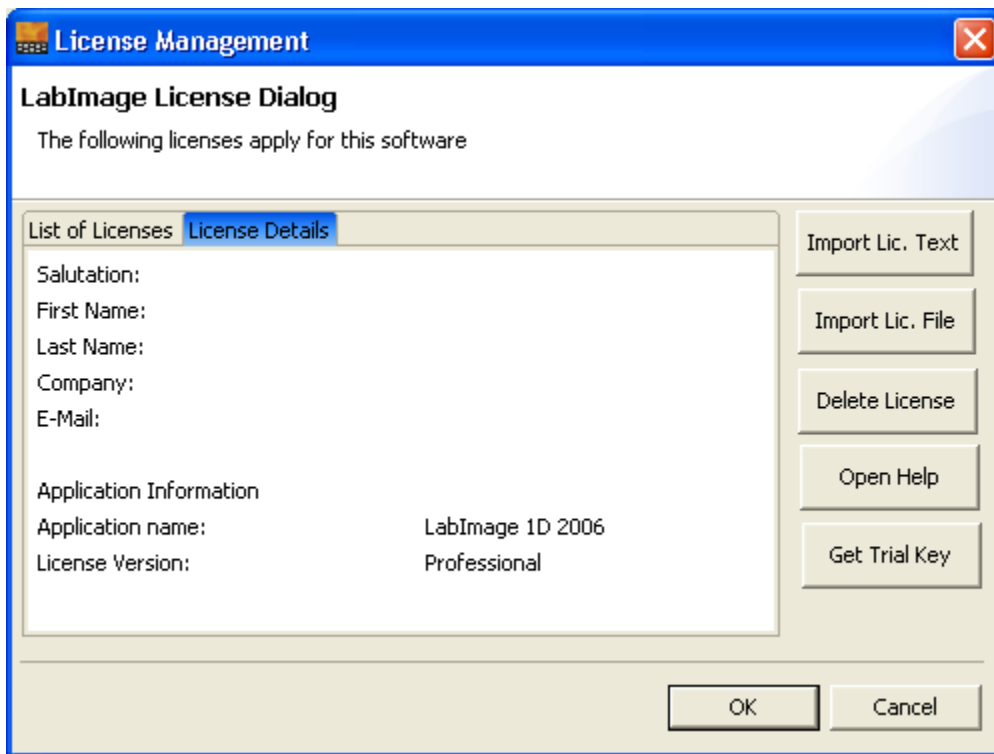 License Management
LabImage License Dialog
The following licenses apply for this software
List of Licenses License Details
Salutation:
First Name:
Last Name:
Company:
E-Mail:
Application Information
Application name: LabImage 1D 2006
License Version: Professional
Import Lic. Text
Import Lic. File
Delete License
Open Help
Get Trial Key
OK Cancel